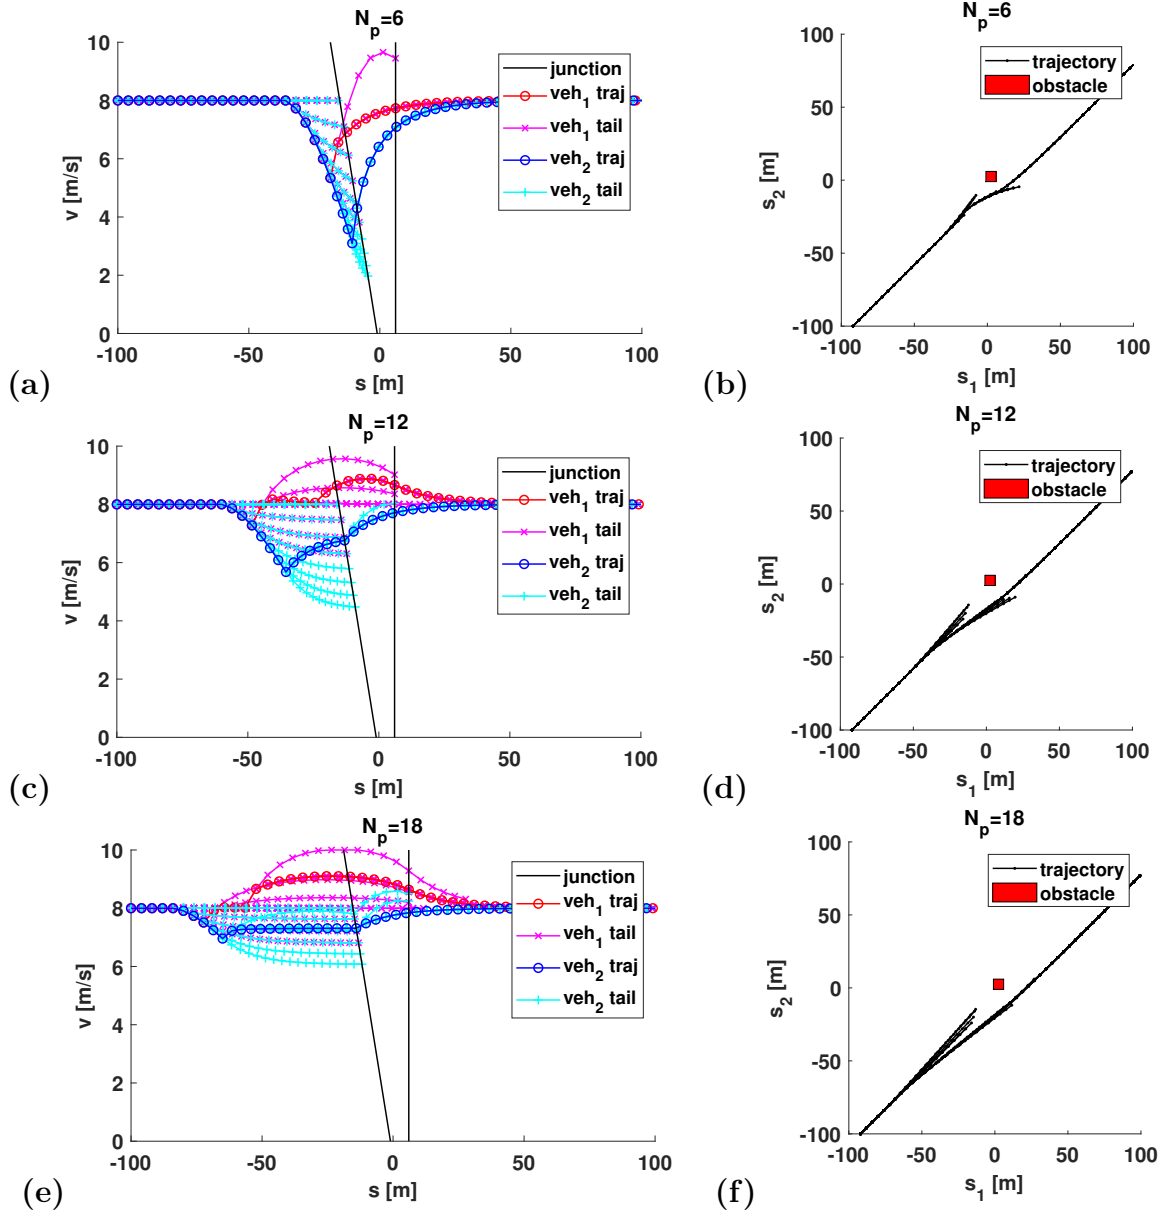 N_p=6
10
8
6
4
2
0
v [m/s]
-100
-50
0
50
100
s [m]
junction
veh_1 traj
veh_1 tail
veh_2 traj
veh_2 tail
(a)
N_p=6
100
50
0
-50
-100
s_2 [m]
-100
-50
0
50
100
s_1 [m]
trajectory
obstacle
(b)
N_p=12
10
8
6
4
2
0
v [m/s]
-100
-50
0
50
100
s [m]
junction
veh_1 traj
veh_1 tail
veh_2 traj
veh_2 tail
(c)
N_p=12
100
50
0
-50
-100
s_2 [m]
-100
-50
0
50
100
s_1 [m]
trajectory
obstacle
(d)
N_p=18
10
8
6
4
2
0
v [m/s]
-100
-50
0
50
100
s [m]
junction
veh_1 traj
veh_1 tail
veh_2 traj
veh_2 tail
(e)
N_p=18
100
50
0
-50
-100
s_2 [m]
-100
-50
0
50
100
s_1 [m]
trajectory
obstacle
(f)